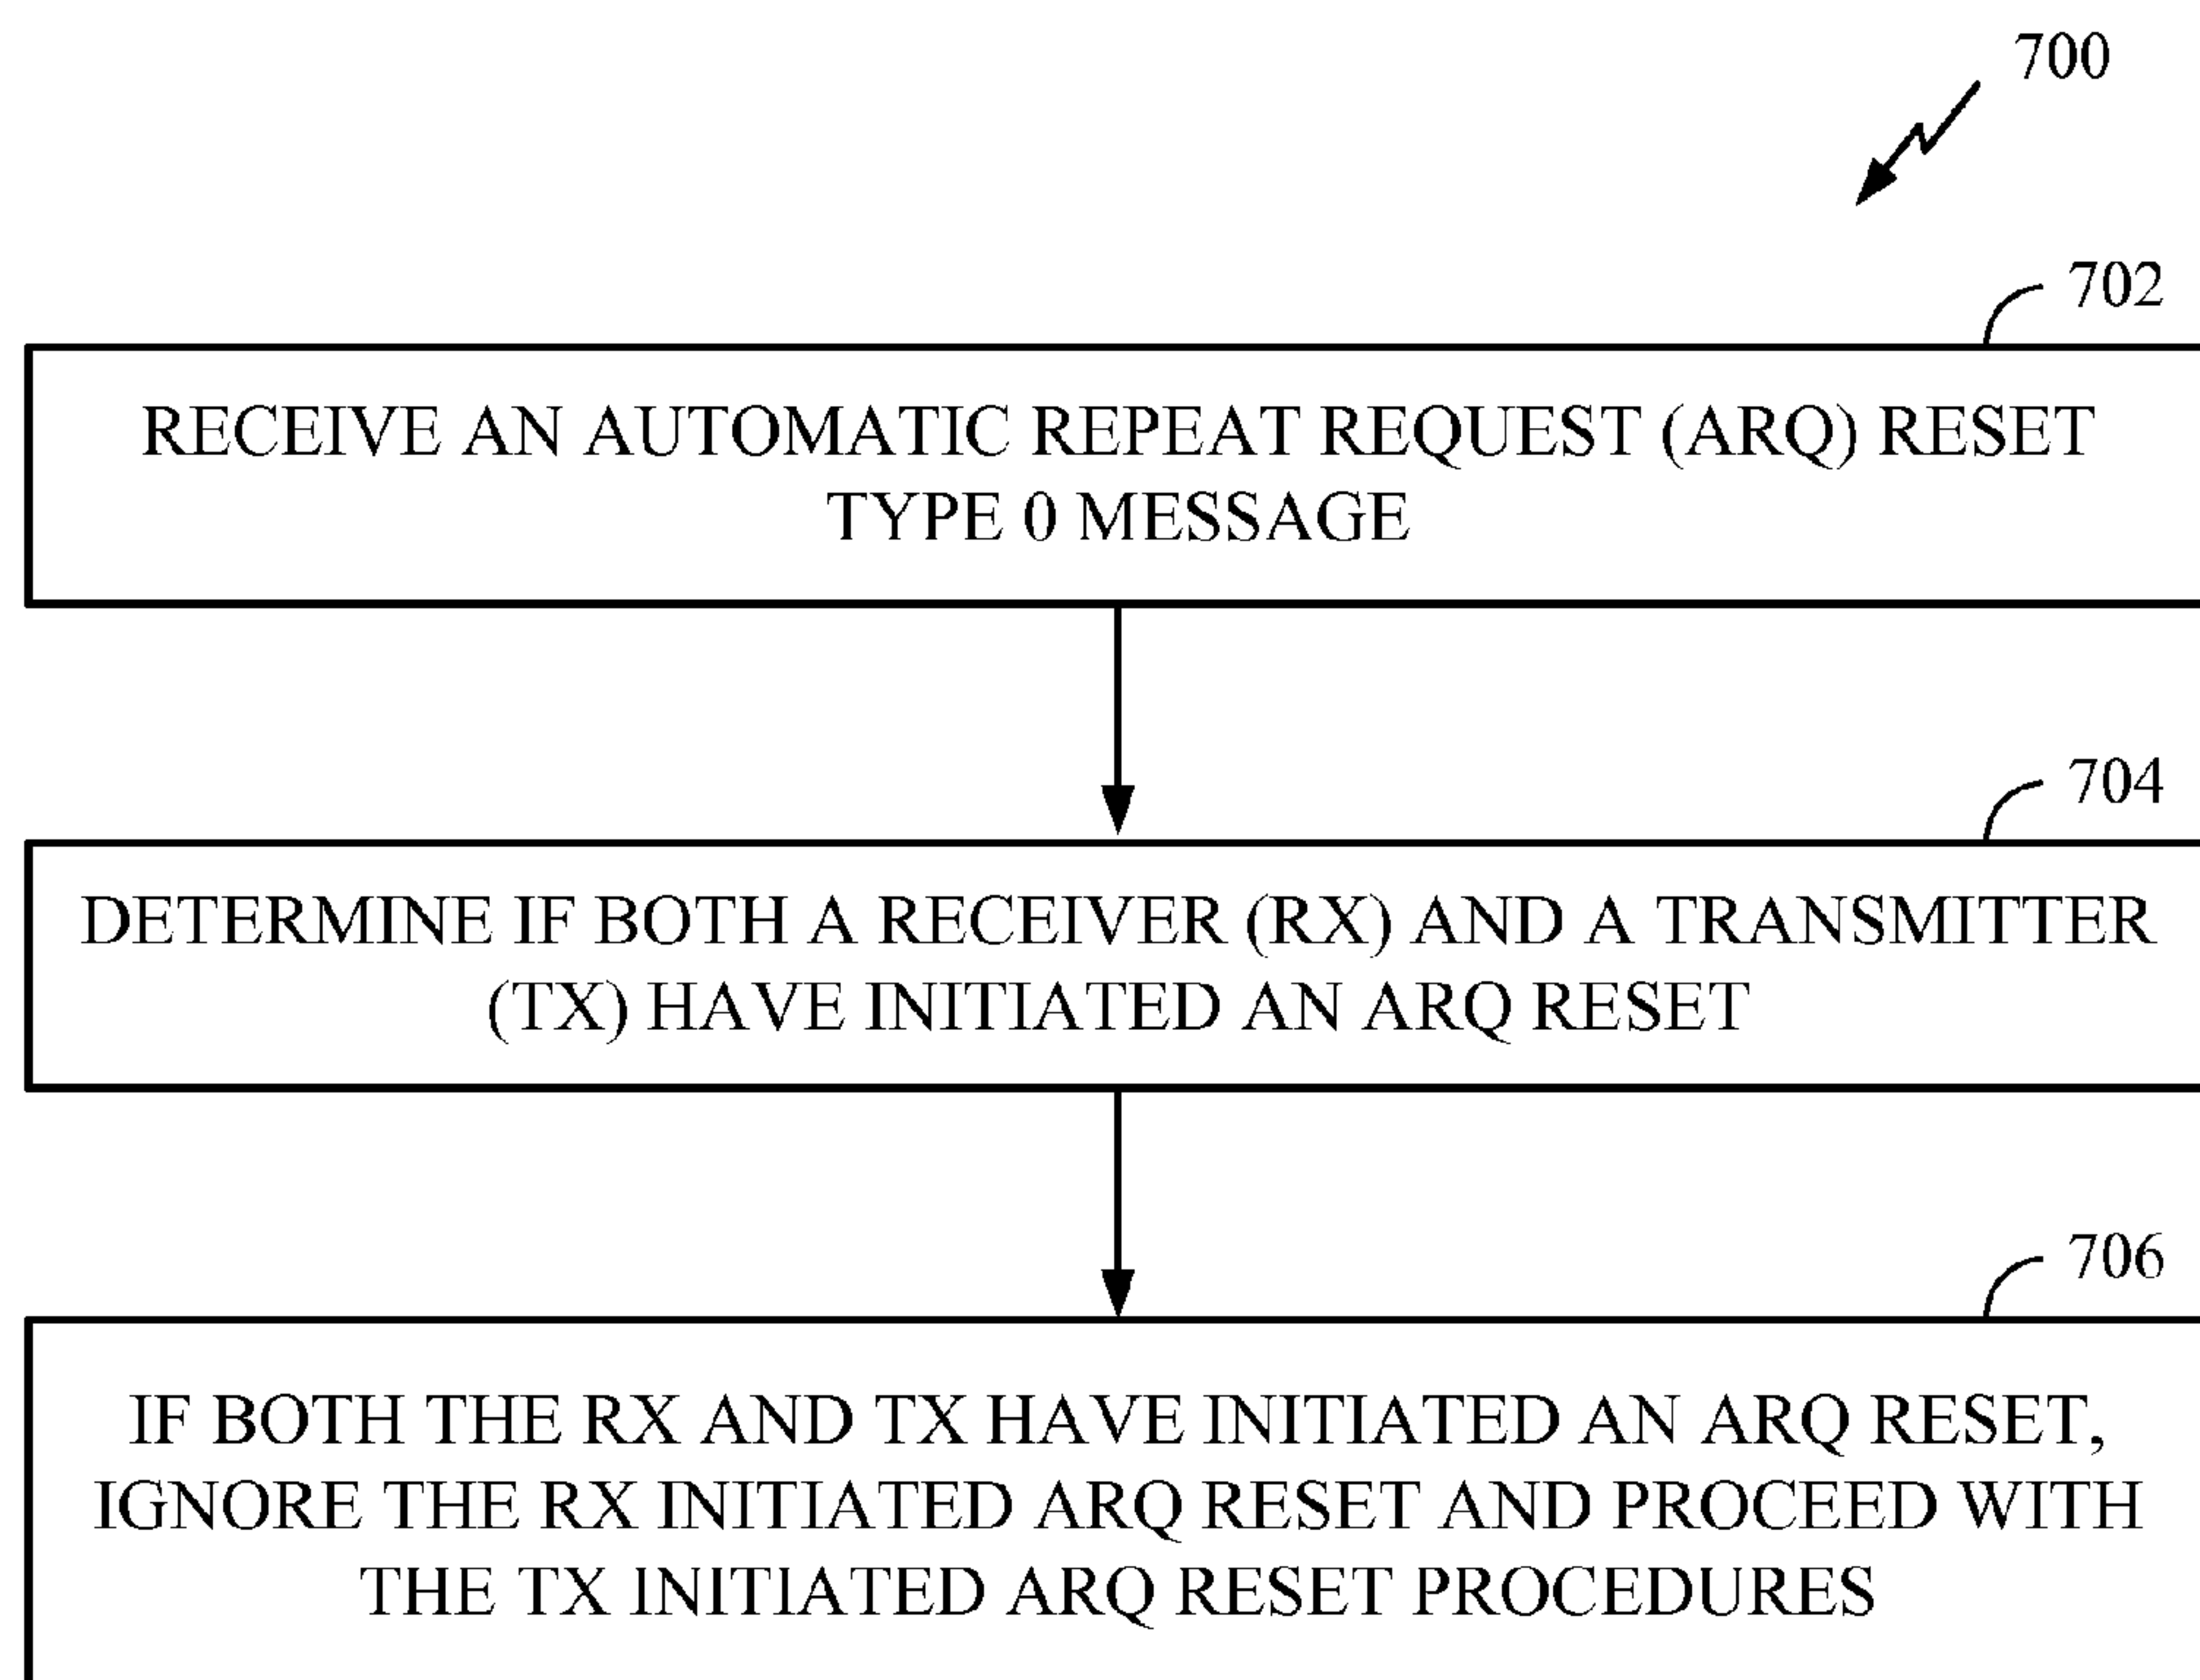 700
702
RECEIVE AN AUTOMATIC REPEAT REQUEST (ARQ) RESET
TYPE 0 MESSAGE
704
DETERMINE IF BOTH A RECEIVER (RX) AND A TRANSMITTER
(TX) HAVE INITIATED AN ARQ RESET
706
IF BOTH THE RX AND TX HAVE INITIATED AN ARQ RESET,
IGNORE THE RX INITIATED ARQ RESET AND PROCEED WITH
THE TX INITIATED ARQ RESET PROCEDURES